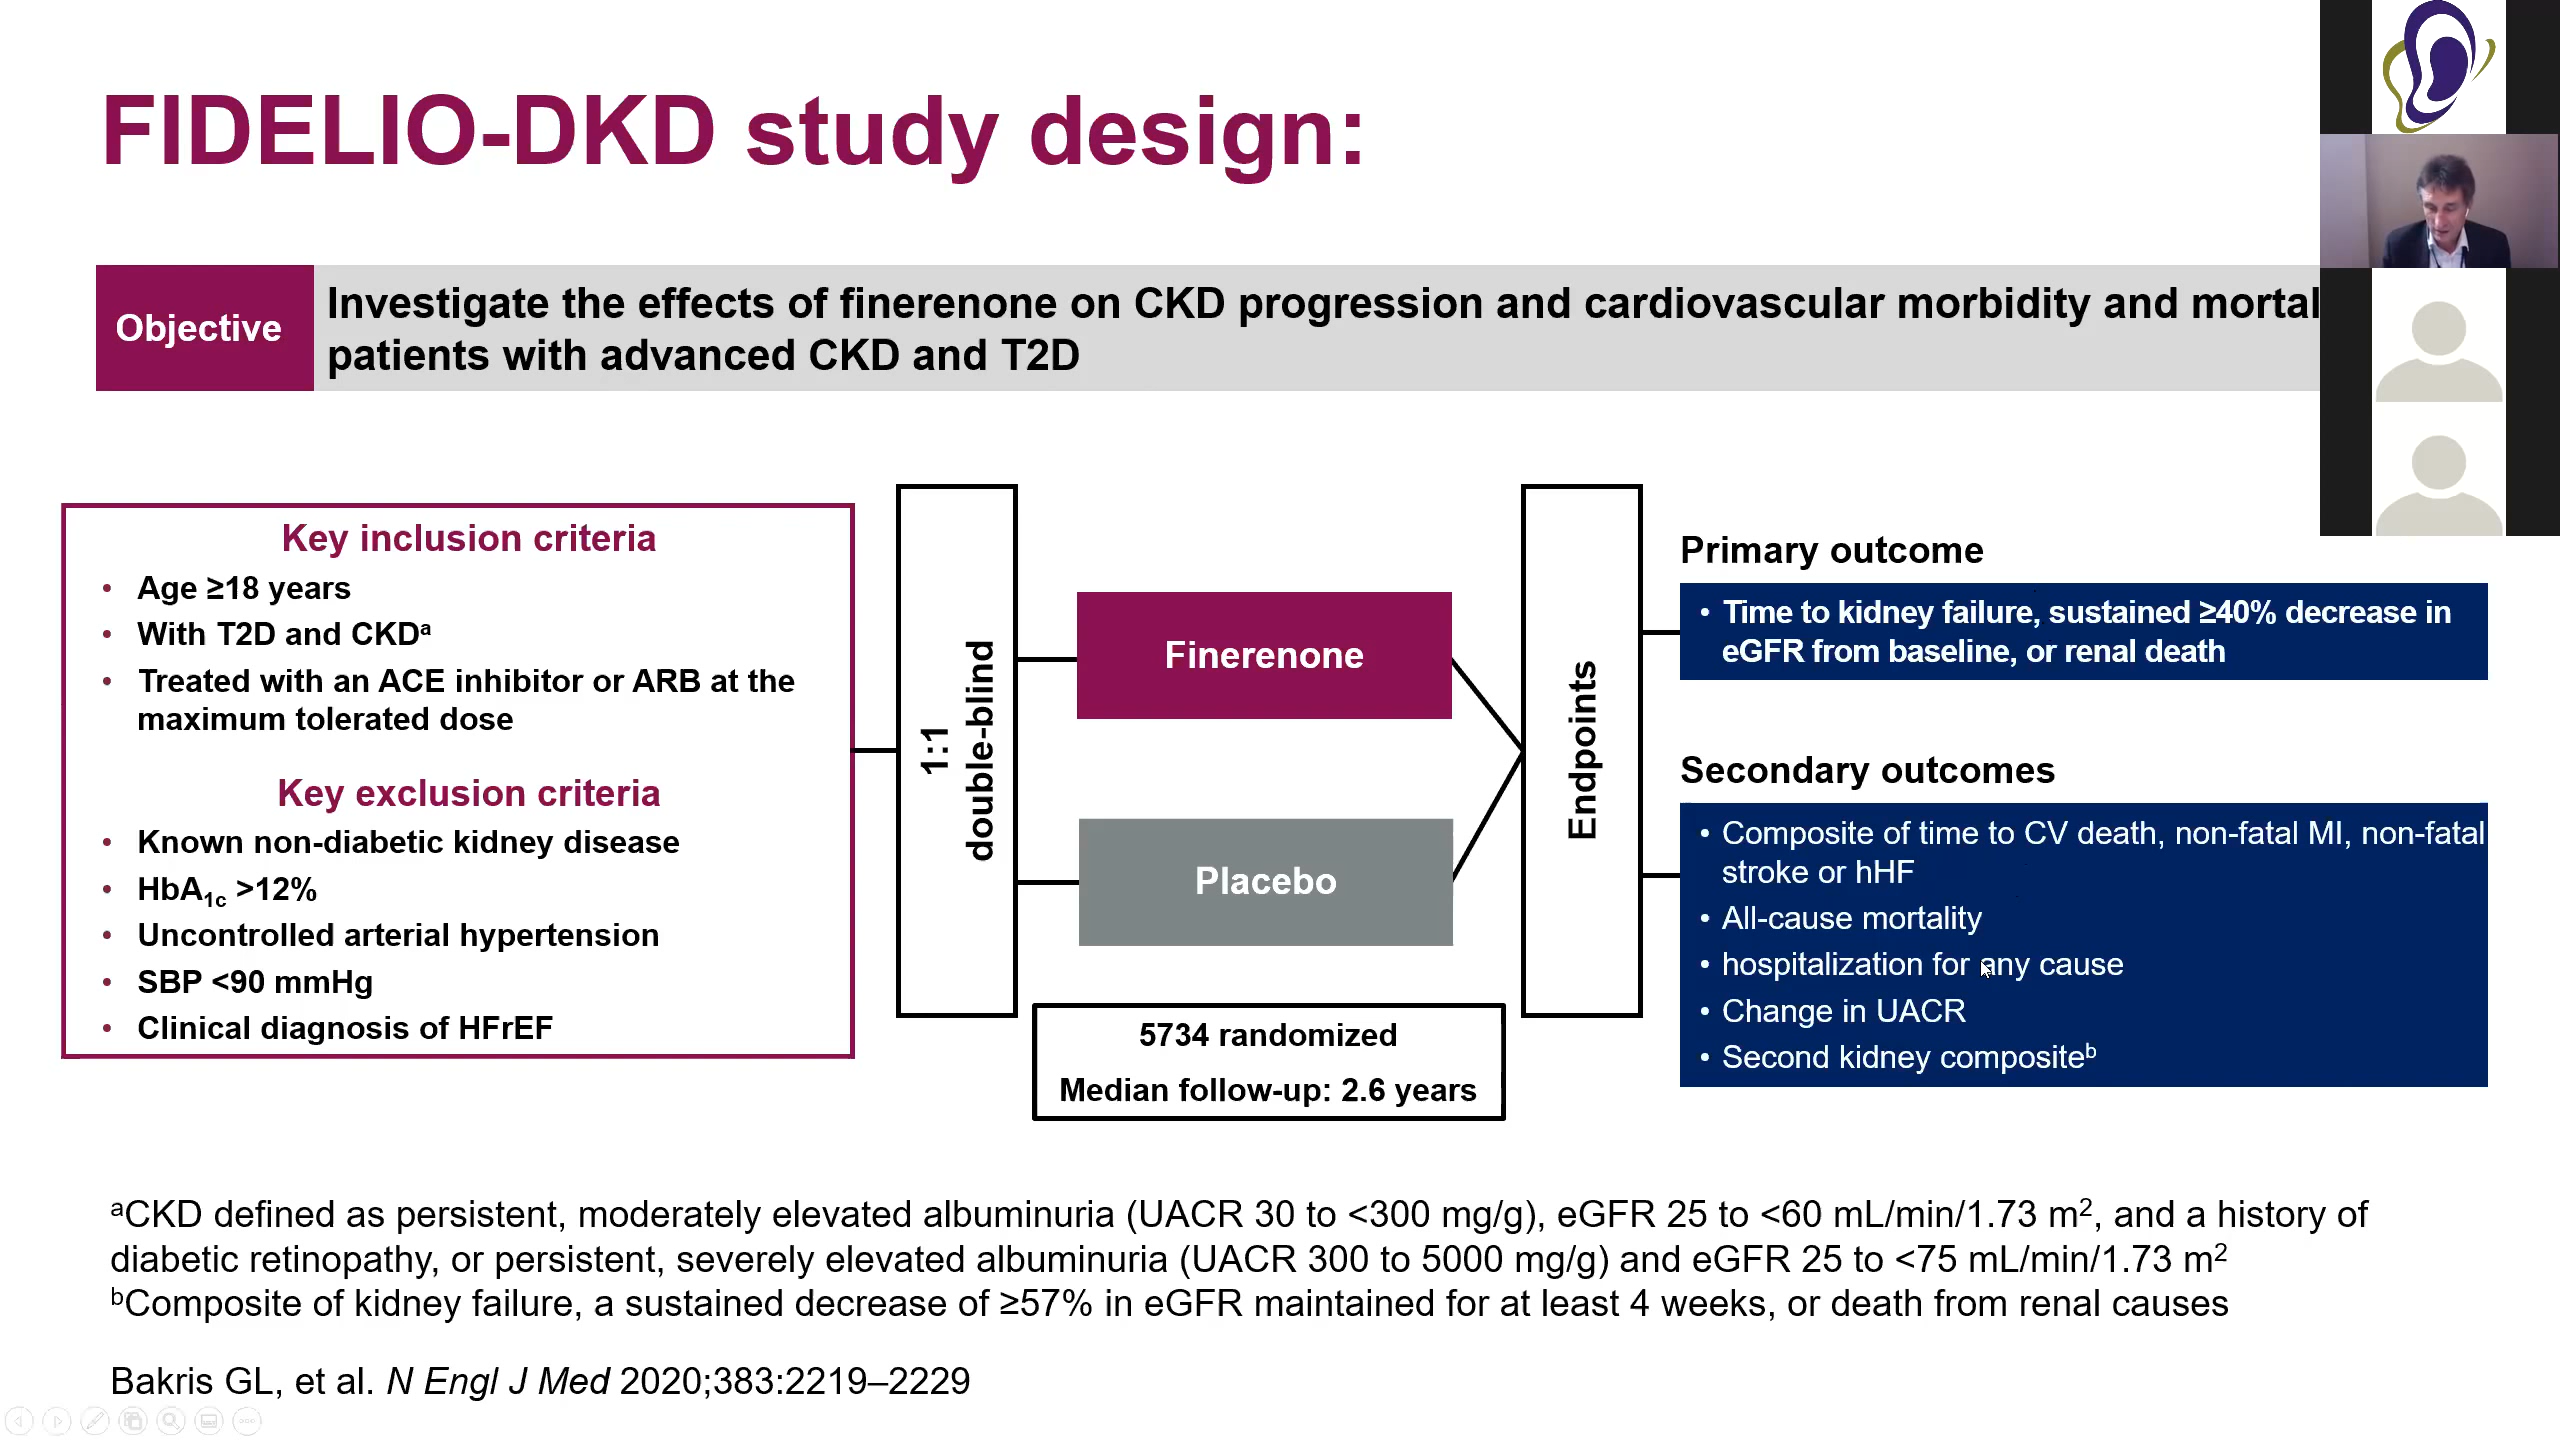 FIDELIO-DKD study design:
Objective
Investigate the effects of finerenone on CKD progression and cardiovascular morbidity and mortal
patients with advanced CKD and T2D
Key inclusion criteria
• Age ≥18 years
• With T2D and CKDᵃ
• Treated with an ACE inhibitor or ARB at the
maximum tolerated dose
Key exclusion criteria
• Known non-diabetic kidney disease
• HbA₁c >12%
• Uncontrolled arterial hypertension
• SBP <90 mmHg
• Clinical diagnosis of HFrEF
1:1
double-blind
Finerenone
Placebo
5734 randomized
Median follow-up: 2.6 years
Endpoints
Primary outcome
• Time to kidney failure, sustained ≥40% decrease in
eGFR from baseline, or renal death
Secondary outcomes
• Composite of time to CV death, non-fatal MI, non-fatal
stroke or hHF
• All-cause mortality
• hospitalization for any cause
• Change in UACR
• Second kidney compositeᵇ
ᵃCKD defined as persistent, moderately elevated albuminuria (UACR 30 to <300 mg/g), eGFR 25 to <60 mL/min/1.73 m², and a history of
diabetic retinopathy, or persistent, severely elevated albuminuria (UACR 300 to 5000 mg/g) and eGFR 25 to <75 mL/min/1.73 m²
ᵇComposite of kidney failure, a sustained decrease of ≥57% in eGFR maintained for at least 4 weeks, or death from renal causes
Bakris GL, et al. N Engl J Med 2020;383:2219–2229